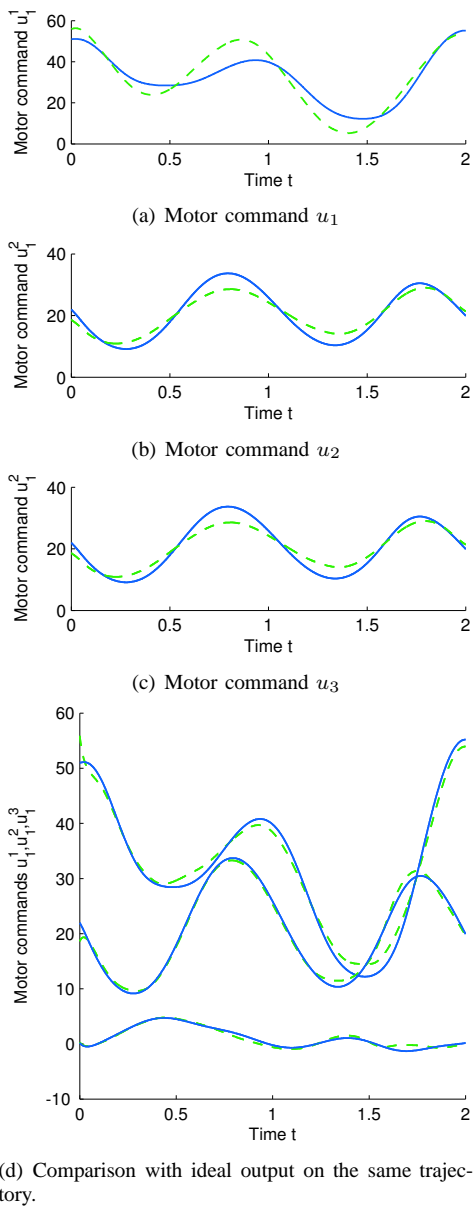 60
40
20
0
Motor command u₁¹
0 0.5 1 1.5 2
Time t
(a) Motor command u₁
40
20
0
Motor command u₁²
0 0.5 1 1.5 2
Time t
(b) Motor command u₂
40
20
0
Motor command u₁²
0 0.5 1 1.5 2
Time t
(c) Motor command u₃
60
50
40
30
20
10
0
-10
Motor commands u₁¹,u₁²,u₁³
0 0.5 1 1.5 2
Time t
(d) Comparison with ideal output on the same trajec-
tory.